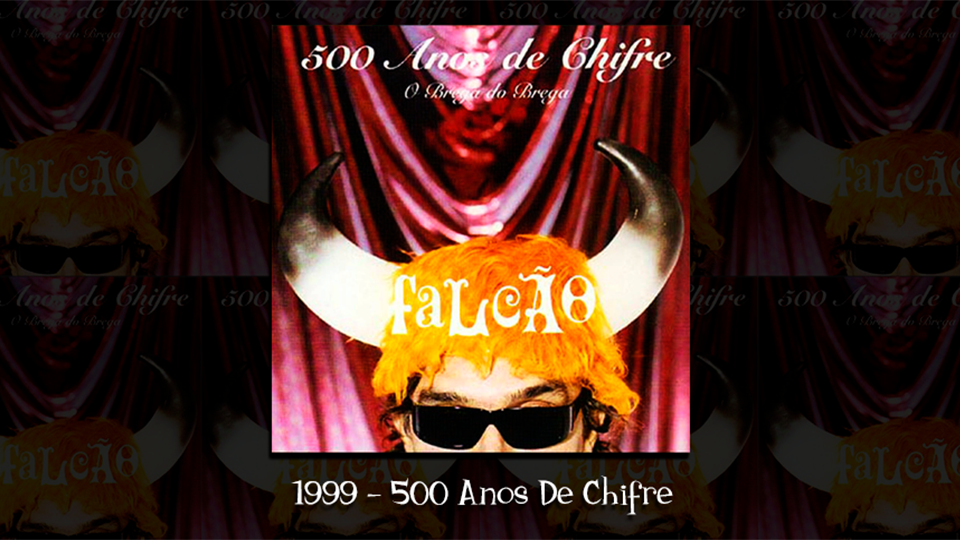 500 Anos de Chifre
O Brega do Brega
FaLcÃO
1999 - 500 Anos De Chifre